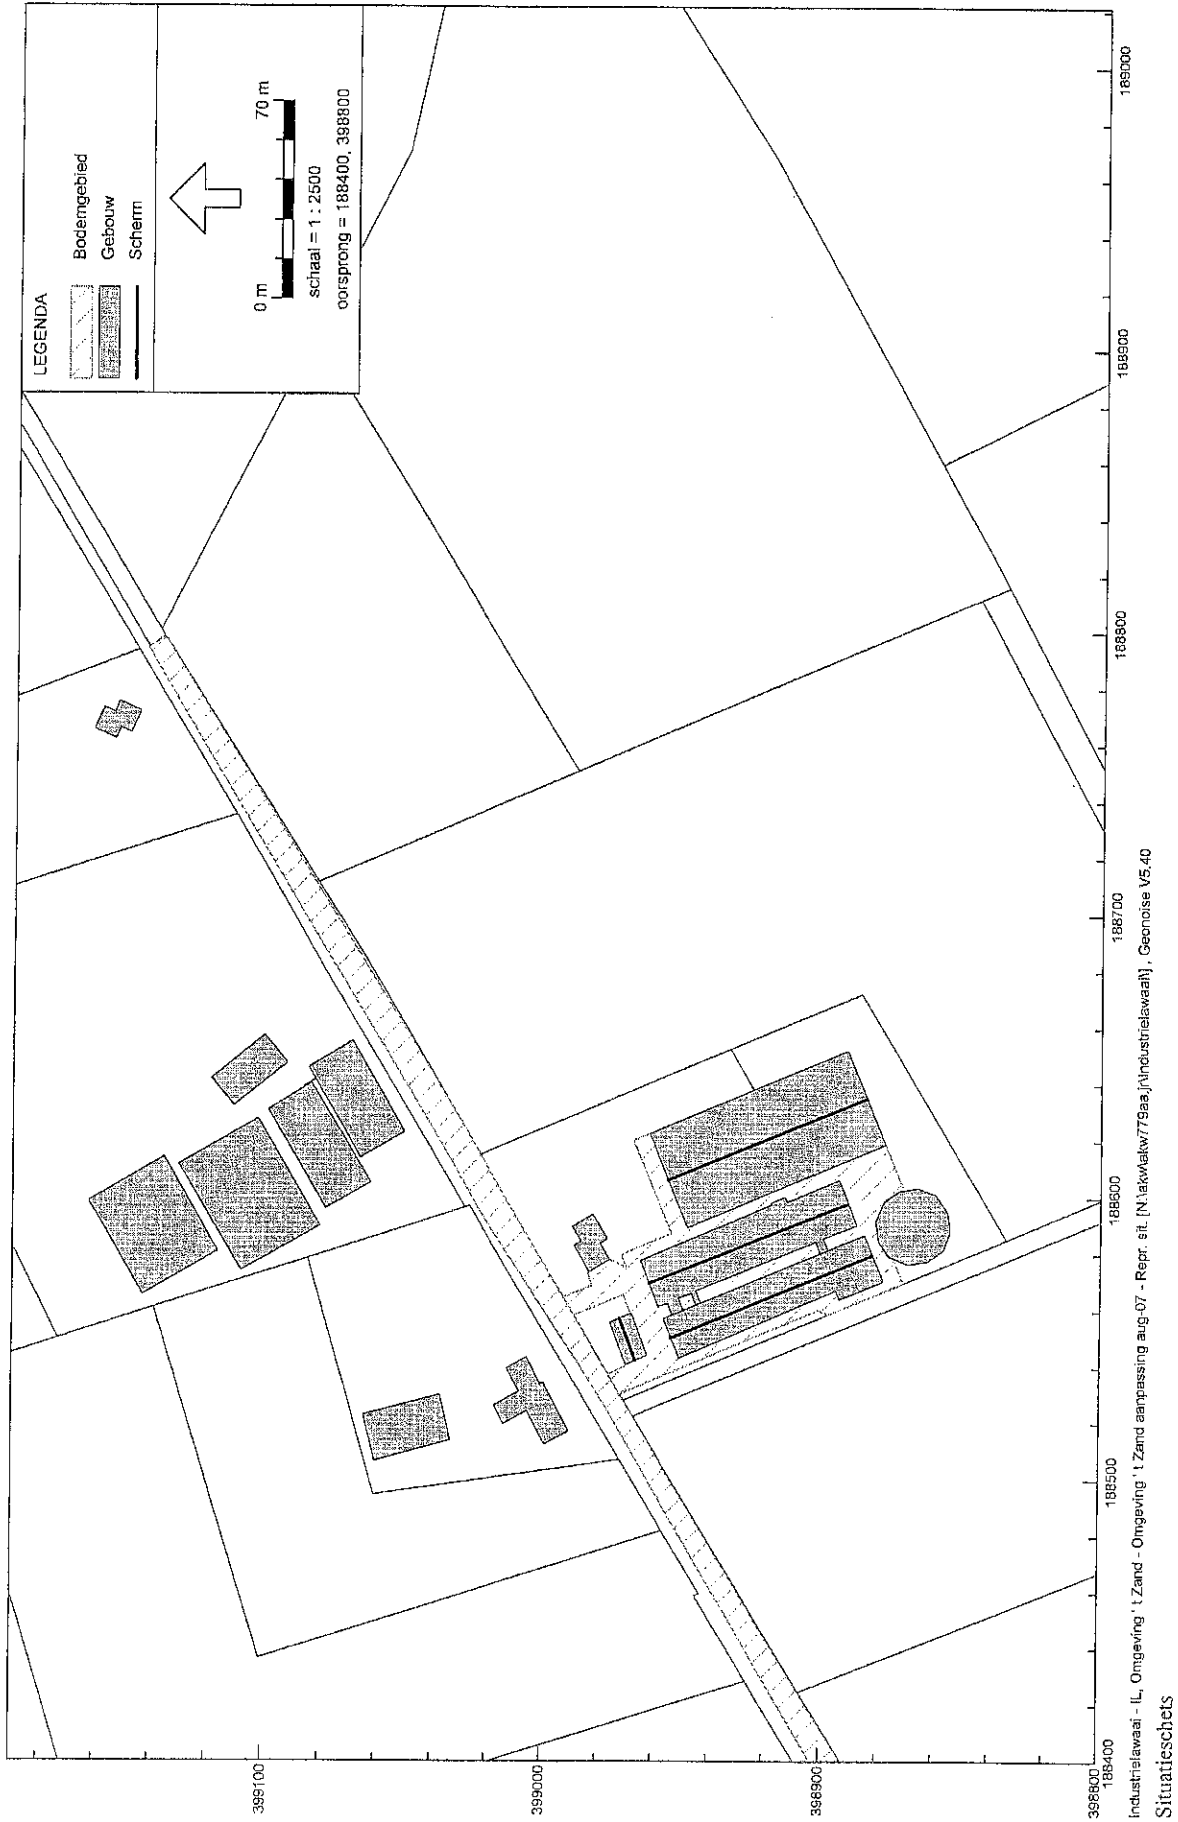 LEGENDA
Bodemgebied
Gebouw
Scherm
0 m
70 m
schaal = 1 : 2500
oorsprong = 188400, 398800
399100
399000
398900
398800
188400
188500
188600
188700
188800
188900
189000
Industrielawaai - IL, Omgeving ' t Zand - Omgeving ' t Zand aanpassing aug-07 - Repr. sit. [N:\akw\akw779aa.jn\Industrielawaai\] , Geonoise V5.40
Situatieschets